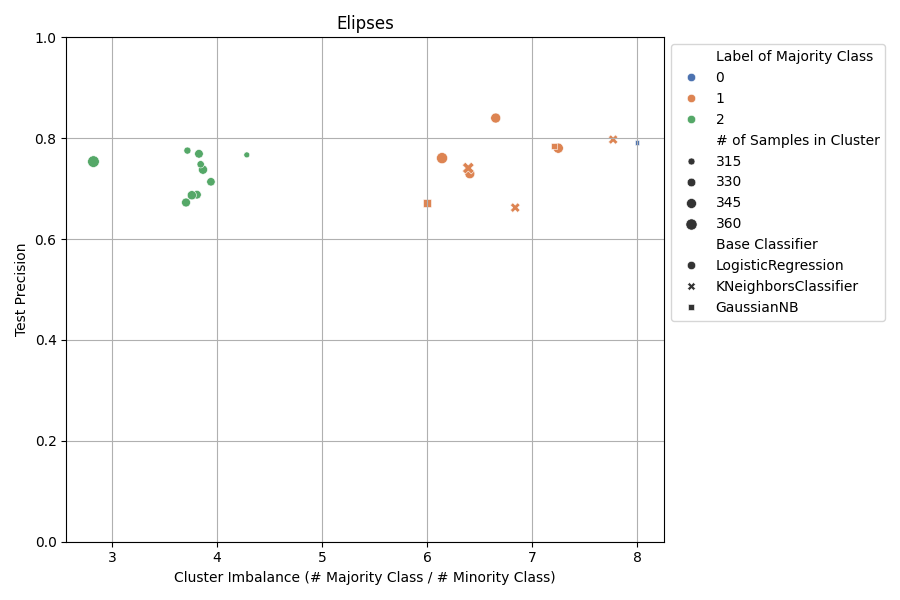 Elipses
1.0
0.8
0.6
0.4
0.2
0.0
Test Precision
3 4 5 6 7 8
Cluster Imbalance (# Majority Class / # Minority Class)
Label of Majority Class
0
1
2
# of Samples in Cluster
315
330
345
360
Base Classifier
LogisticRegression
KNeighborsClassifier
GaussianNB